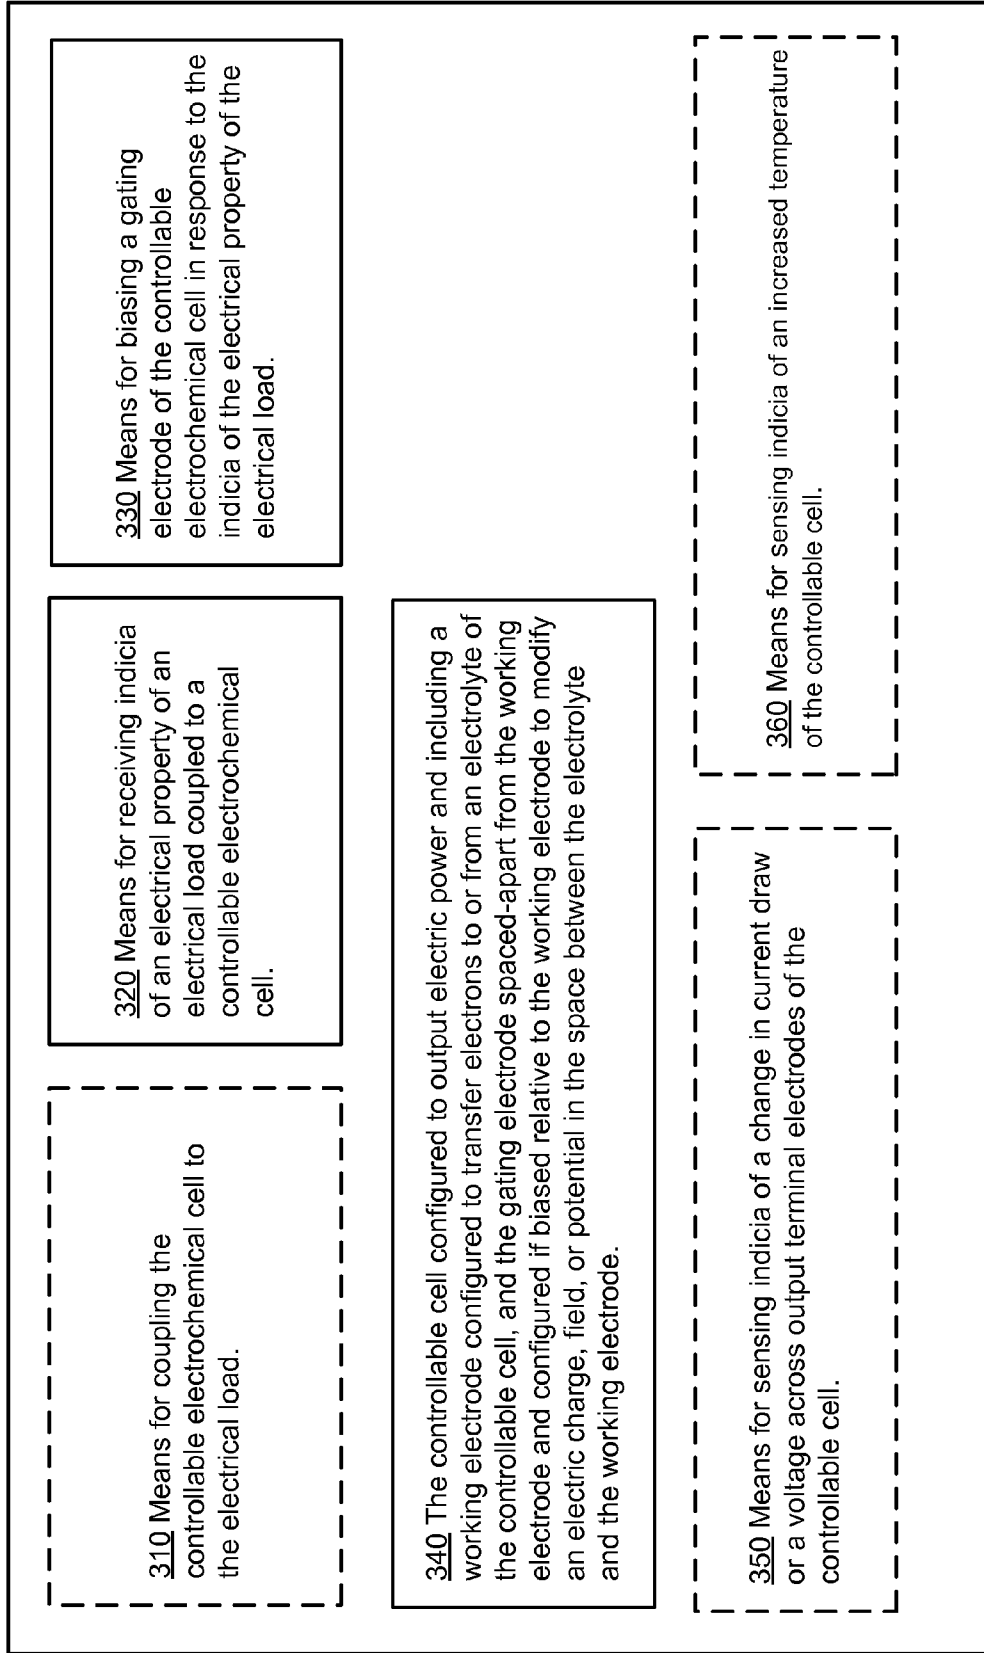 310 Means for coupling the
controllable electrochemical cell to
the electrical load.
320 Means for receiving indicia
of an electrical property of an
electrical load coupled to a
controllable electrochemical
cell.
330 Means for biasing a gating
electrode of the controllable
electrochemical cell in response to the
indicia of the electrical property of the
electrical load.
340 The controllable cell configured to output electric power and including a
working electrode configured to transfer electrons to or from an electrolyte of
the controllable cell, and the gating electrode spaced-apart from the working
electrode and configured if biased relative to the working electrode to modify
an electric charge, field, or potential in the space between the electrolyte
and the working electrode.
350 Means for sensing indicia of a change in current draw
or a voltage across output terminal electrodes of the
controllable cell.
360 Means for sensing indicia of an increased temperature
of the controllable cell.